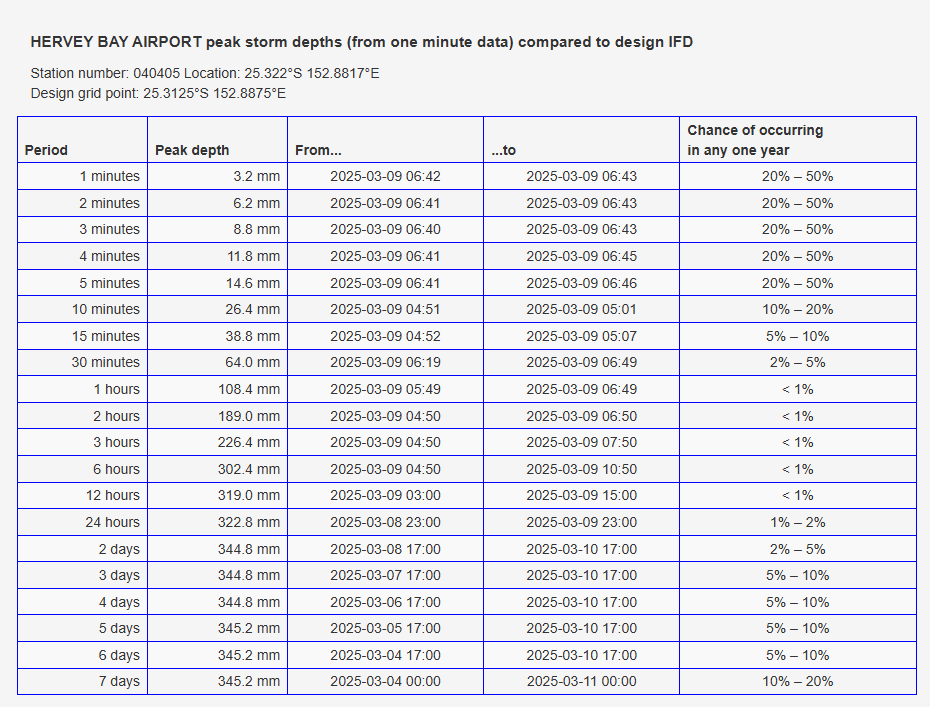 HERVEY BAY AIRPORT peak storm depths (from one minute data) compared to design IFD
Station number: 040405 Location: 25.322°S 152.8817°E
Design grid point: 25.3125°S 152.8875°E
Period Peak depth From... ...to Chance of occurring in any one year
1 minutes 3.2 mm 2025-03-09 06:42 2025-03-09 06:43 20% – 50%
2 minutes 6.2 mm 2025-03-09 06:41 2025-03-09 06:43 20% – 50%
3 minutes 8.8 mm 2025-03-09 06:40 2025-03-09 06:43 20% – 50%
4 minutes 11.8 mm 2025-03-09 06:41 2025-03-09 06:45 20% – 50%
5 minutes 14.6 mm 2025-03-09 06:41 2025-03-09 06:46 20% – 50%
10 minutes 26.4 mm 2025-03-09 04:51 2025-03-09 05:01 10% – 20%
15 minutes 38.8 mm 2025-03-09 04:52 2025-03-09 05:07 5% – 10%
30 minutes 64.0 mm 2025-03-09 06:19 2025-03-09 06:49 2% – 5%
1 hours 108.4 mm 2025-03-09 05:49 2025-03-09 06:49 < 1%
2 hours 189.0 mm 2025-03-09 04:50 2025-03-09 06:50 < 1%
3 hours 226.4 mm 2025-03-09 04:50 2025-03-09 07:50 < 1%
6 hours 302.4 mm 2025-03-09 04:50 2025-03-09 10:50 < 1%
12 hours 319.0 mm 2025-03-09 03:00 2025-03-09 15:00 < 1%
24 hours 322.8 mm 2025-03-08 23:00 2025-03-09 23:00 1% – 2%
2 days 344.8 mm 2025-03-08 17:00 2025-03-10 17:00 2% – 5%
3 days 344.8 mm 2025-03-07 17:00 2025-03-10 17:00 5% – 10%
4 days 344.8 mm 2025-03-06 17:00 2025-03-10 17:00 5% – 10%
5 days 345.2 mm 2025-03-05 17:00 2025-03-10 17:00 5% – 10%
6 days 345.2 mm 2025-03-04 17:00 2025-03-10 17:00 5% – 10%
7 days 345.2 mm 2025-03-04 00:00 2025-03-11 00:00 10% – 20%